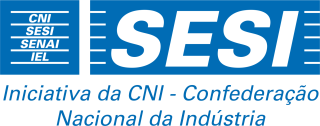 CNI
SESI
SENAI
IEL
SESI
Iniciativa da CNI - Confederação
Nacional da Indústria